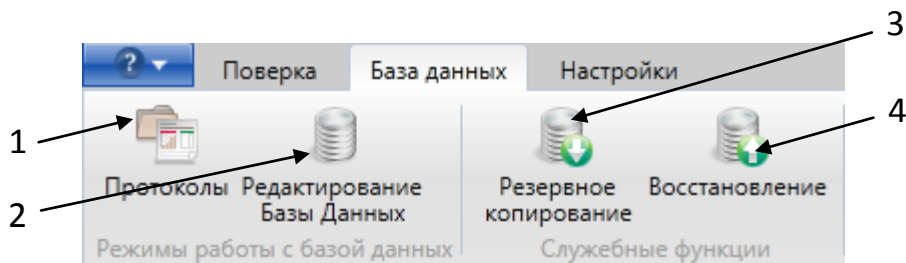 3
? Поверка База данных Настройки
1
4
Протоколы Редактирование Базы Данных Резервное копирование Восстановление
2
Режимы работы с базой данных Служебные функции